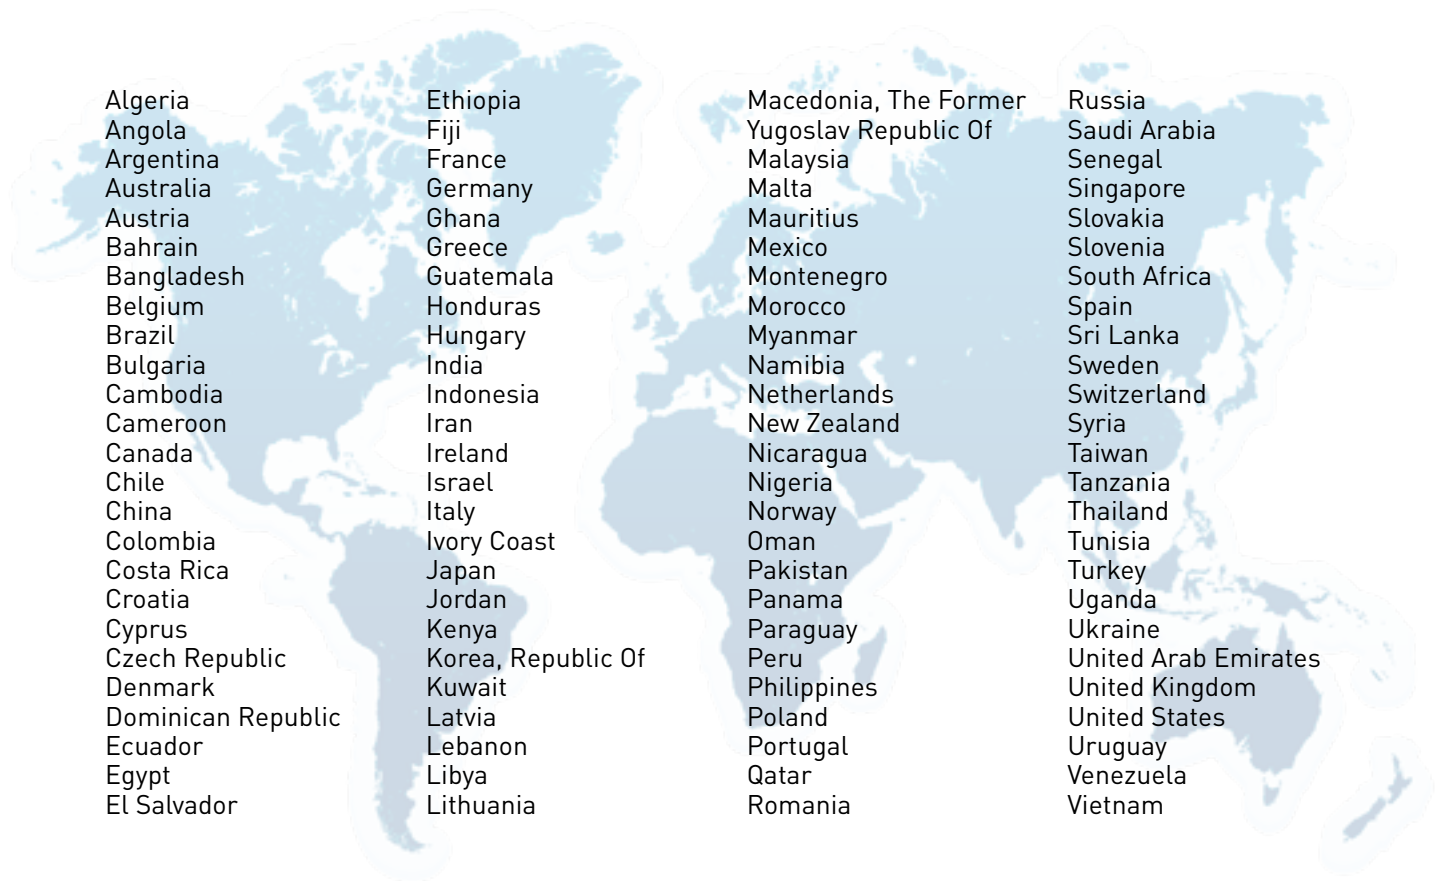 Algeria
Angola
Argentina
Australia
Austria
Bahrain
Bangladesh
Belgium
Brazil
Bulgaria
Cambodia
Cameroon
Canada
Chile
China
Colombia
Costa Rica
Croatia
Cyprus
Czech Republic
Denmark
Dominican Republic
Ecuador
Egypt
El Salvador
Ethiopia
Fiji
France
Germany
Ghana
Greece
Guatemala
Honduras
Hungary
India
Indonesia
Iran
Ireland
Israel
Italy
Ivory Coast
Japan
Jordan
Kenya
Korea, Republic Of
Kuwait
Latvia
Lebanon
Libya
Lithuania
Macedonia, The Former
Yugoslav Republic Of
Malaysia
Malta
Mauritius
Mexico
Montenegro
Morocco
Myanmar
Namibia
Netherlands
New Zealand
Nicaragua
Nigeria
Norway
Oman
Pakistan
Panama
Paraguay
Peru
Philippines
Poland
Portugal
Qatar
Romania
Russia
Saudi Arabia
Senegal
Singapore
Slovakia
Slovenia
South Africa
Spain
Sri Lanka
Sweden
Switzerland
Syria
Taiwan
Tanzania
Thailand
Tunisia
Turkey
Uganda
Ukraine
United Arab Emirates
United Kingdom
United States
Uruguay
Venezuela
Vietnam